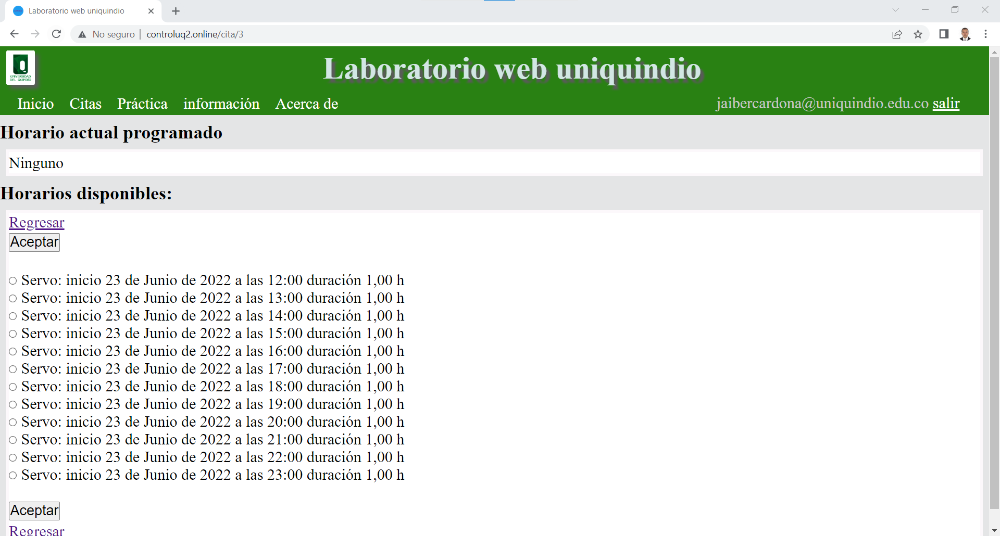 Laboratorio web uniquindio
No seguro | controluq2.online/cita/3
UNIVERSIDAD
DEL QUINDÍO
Laboratorio web uniquindio
Inicio Citas Práctica información Acerca de jaibercardona@uniquindio.edu.co salir
Horario actual programado
Ninguno
Horarios disponibles:
Regresar
Aceptar
Servo: inicio 23 de Junio de 2022 a las 12:00 duración 1,00 h
Servo: inicio 23 de Junio de 2022 a las 13:00 duración 1,00 h
Servo: inicio 23 de Junio de 2022 a las 14:00 duración 1,00 h
Servo: inicio 23 de Junio de 2022 a las 15:00 duración 1,00 h
Servo: inicio 23 de Junio de 2022 a las 16:00 duración 1,00 h
Servo: inicio 23 de Junio de 2022 a las 17:00 duración 1,00 h
Servo: inicio 23 de Junio de 2022 a las 18:00 duración 1,00 h
Servo: inicio 23 de Junio de 2022 a las 19:00 duración 1,00 h
Servo: inicio 23 de Junio de 2022 a las 20:00 duración 1,00 h
Servo: inicio 23 de Junio de 2022 a las 21:00 duración 1,00 h
Servo: inicio 23 de Junio de 2022 a las 22:00 duración 1,00 h
Servo: inicio 23 de Junio de 2022 a las 23:00 duración 1,00 h
Aceptar
Regresar